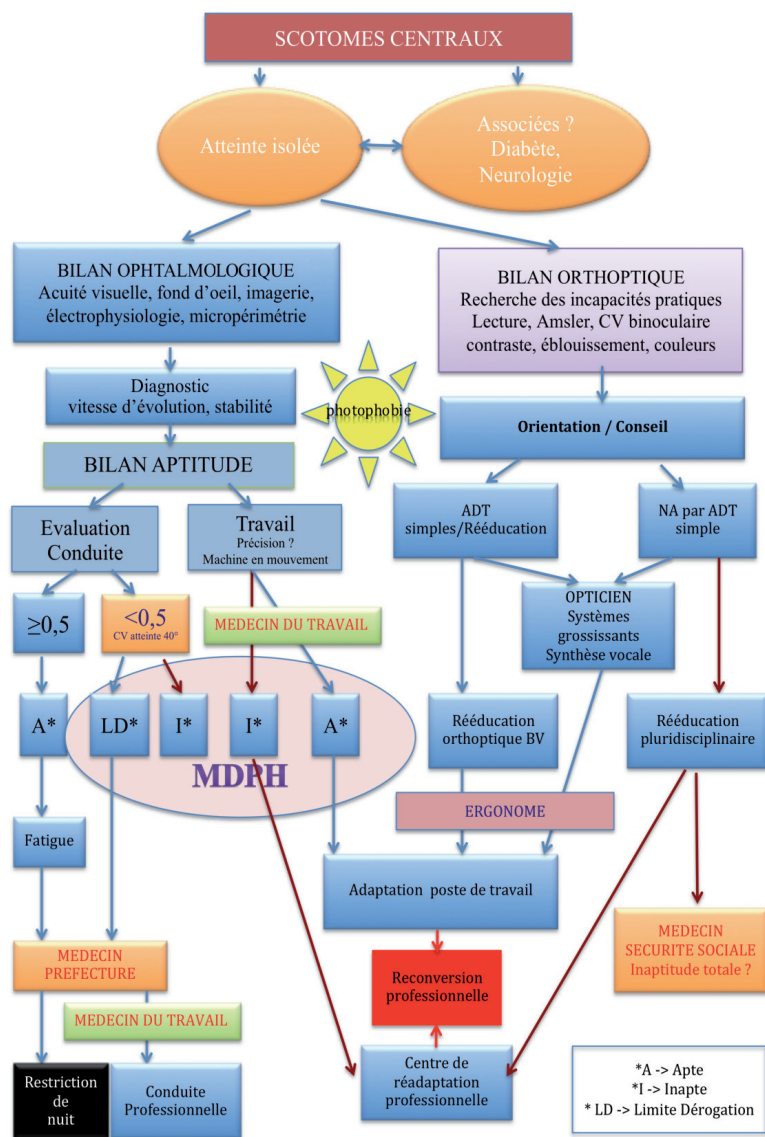 SCOTOMES CENTRAUX
Atteinte isolée
Associées ?
Diabète,
Neurologie
BILAN OPHTALMOLOGIQUE
Acuité visuelle, fond d'oeil, imagerie,
électrophysiologie, micropérimétrie
BILAN ORTHOPTIQUE
Recherche des incapacités pratiques
Lecture, Amsler, CV binoculaire
contraste, éblouissement, couleurs
Diagnostic
vitesse d'évolution, stabilité
photophobie
Orientation / Conseil
BILAN APTITUDE
Evaluation
Conduite
Travail
Précision ?
Machine en mouvement
ADT
simples/Rééducation
NA par ADT
simple
≥0,5
<0,5
CV atteinte 40°
MEDECIN DU TRAVAIL
OPTICIEN
Systèmes
grossissants
Synthèse vocale
A*
LD*
I*
I*
A*
MDPH
Rééducation
orthoptique BV
Rééducation
pluridisciplinaire
ERGONOME
Fatigue
Adaptation poste de travail
MEDECIN
PREFECTURE
MEDECIN
SECURITE SOCIALE
Inaptitude totale ?
Reconversion
professionnelle
MEDECIN DU TRAVAIL
Restriction
de
nuit
Conduite
Professionnelle
Centre de
réadaptation
professionnelle
*A -> Apte
*I -> Inapte
* LD -> Limite Dérogation